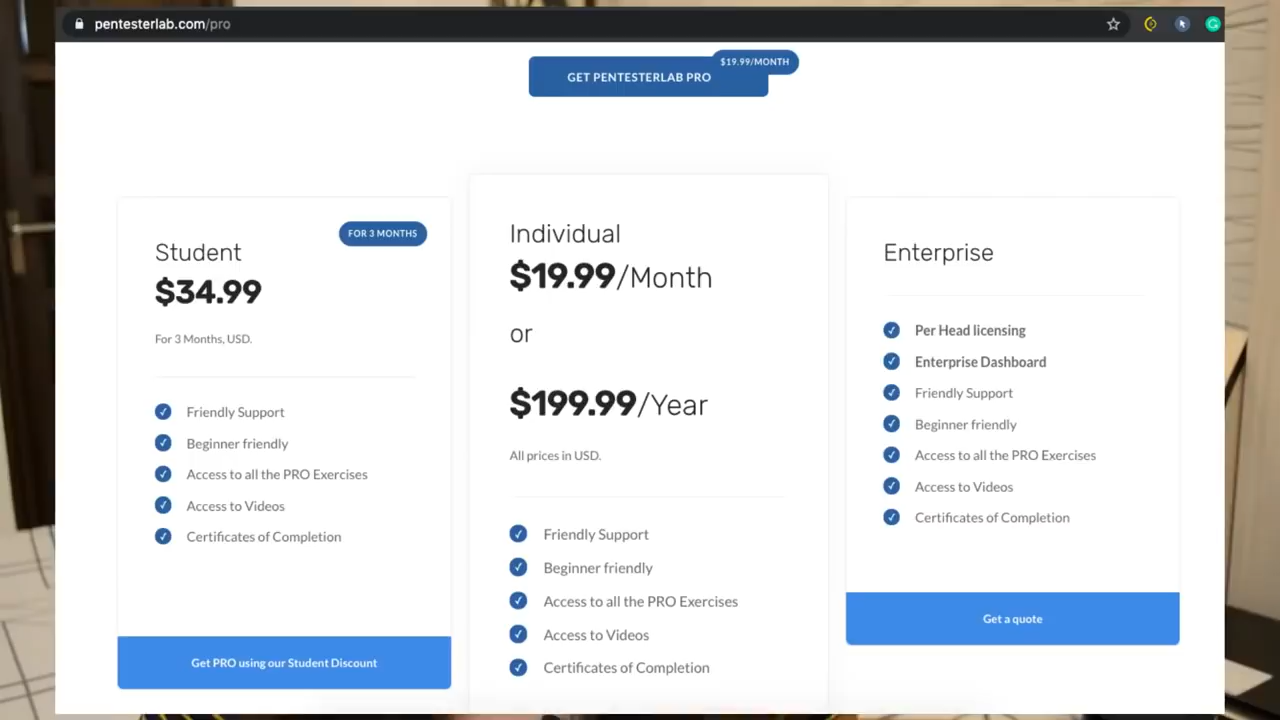 pentesterlab.com/pro
$19.99/MONTH
GET PENTESTERLAB PRO
FOR 3 MONTHS
Student
$34.99
For 3 Months, USD.
Friendly Support
Beginner friendly
Access to all the PRO Exercises
Access to Videos
Certificates of Completion
Get PRO using our Student Discount
Individual
$19.99/Month
or
$199.99/Year
All prices in USD.
Friendly Support
Beginner friendly
Access to all the PRO Exercises
Access to Videos
Certificates of Completion
Enterprise
Per Head licensing
Enterprise Dashboard
Friendly Support
Beginner friendly
Access to all the PRO Exercises
Access to Videos
Certificates of Completion
Get a quote